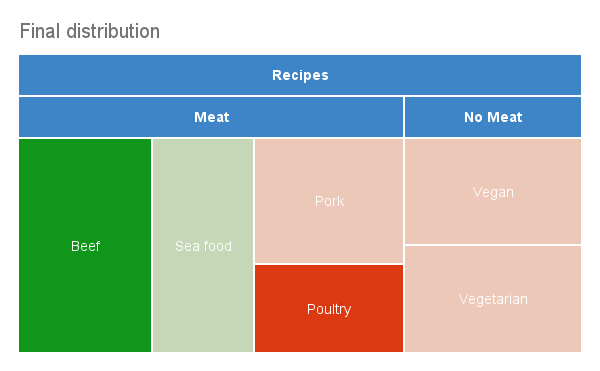 Final distribution
Recipes
Meat
No Meat
Beef
Sea food
Pork
Poultry
Vegan
Vegetarian